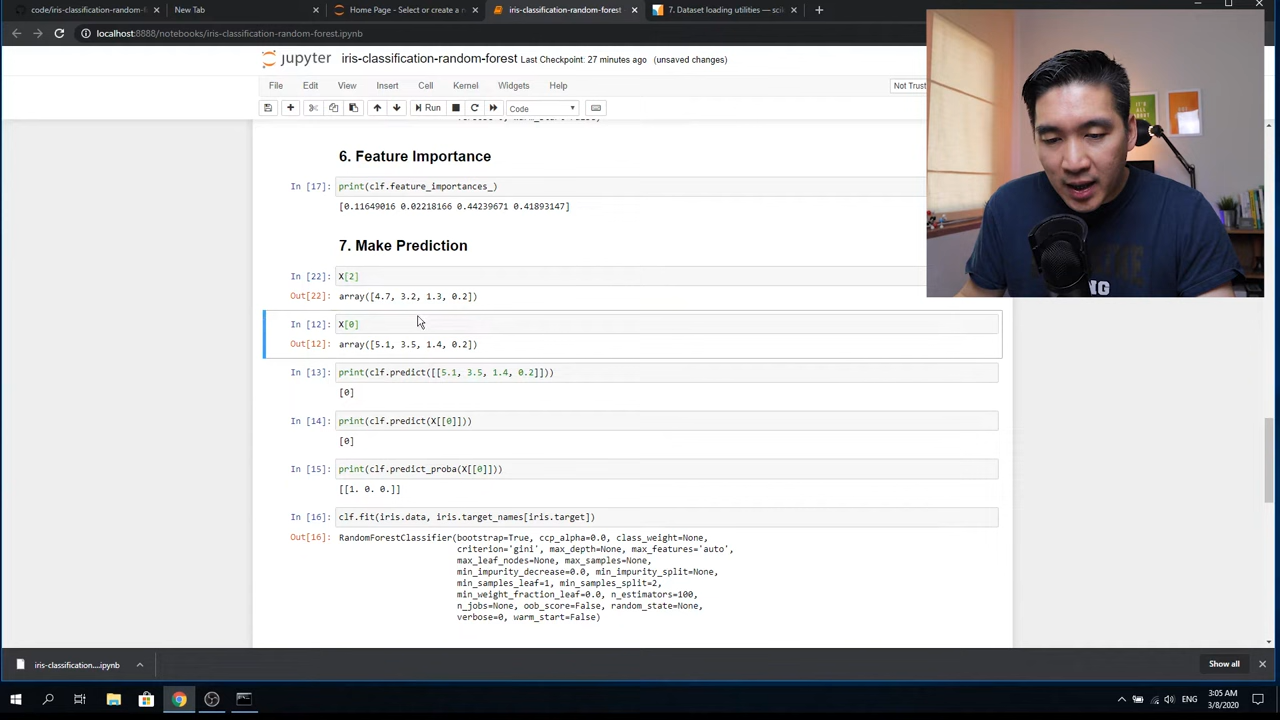 code/iris-classification-random-f
New Tab
Home Page - Select or create a n
iris-classification-random-forest
7. Dataset loading utilities — sci
localhost:8888/notebooks/iris-classification-random-forest.ipynb
jupyter iris-classification-random-forest Last Checkpoint: 27 minutes ago (unsaved changes)
File Edit View Insert Cell Kernel Widgets Help
Not Trust
Run
Code
6. Feature Importance
In [17]: print(clf.feature_importances_)
[0.11649016 0.02218166 0.44239671 0.41893147]
7. Make Prediction
In [22]: X[2]
Out[22]: array([4.7, 3.2, 1.3, 0.2])
In [12]: X[0]
Out[12]: array([5.1, 3.5, 1.4, 0.2])
In [13]: print(clf.predict([[5.1, 3.5, 1.4, 0.2]]))
[0]
In [14]: print(clf.predict(X[[0]]))
[0]
In [15]: print(clf.predict_proba(X[[0]]))
[[1. 0. 0.]]
In [16]: clf.fit(iris.data, iris.target_names[iris.target])
Out[16]: RandomForestClassifier(bootstrap=True, ccp_alpha=0.0, class_weight=None,
criterion='gini', max_depth=None, max_features='auto',
max_leaf_nodes=None, max_samples=None,
min_impurity_decrease=0.0, min_impurity_split=None,
min_samples_leaf=1, min_samples_split=2,
min_weight_fraction_leaf=0.0, n_estimators=100,
n_jobs=None, oob_score=False, random_state=None,
verbose=0, warm_start=False)
iris-classification....ipynb
Show all
ENG
3:05 AM
3/8/2020